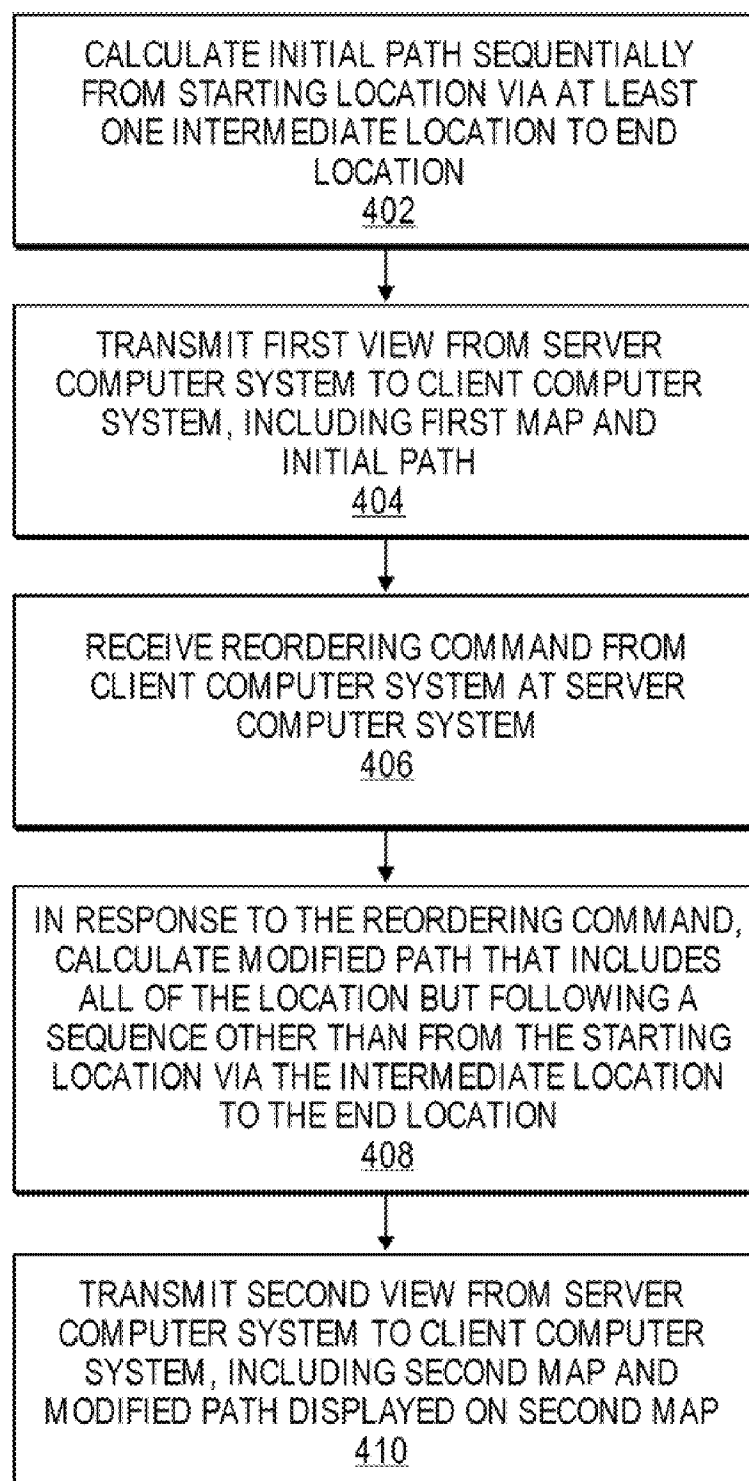 CALCULATE INITIAL PATH SEQUENTIALLY
FROM STARTING LOCATION VIA AT LEAST
ONE INTERMEDIATE LOCATION TO END
LOCATION
402
TRANSMIT FIRST VIEW FROM SERVER
COMPUTER SYSTEM TO CLIENT COMPUTER
SYSTEM, INCLUDING FIRST MAP AND
INITIAL PATH
404
RECEIVE REORDERING COMMAND FROM
CLIENT COMPUTER SYSTEM AT SERVER
COMPUTER SYSTEM
406
IN RESPONSE TO THE REORDERING COMMAND,
CALCULATE MODIFIED PATH THAT INCLUDES
ALL OF THE LOCATION BUT FOLLOWING A
SEQUENCE OTHER THAN FROM THE STARTING
LOCATION VIA THE INTERMEDIATE LOCATION
TO THE END LOCATION
408
TRANSMIT SECOND VIEW FROM SERVER
COMPUTER SYSTEM TO CLIENT COMPUTER
SYSTEM, INCLUDING SECOND MAP AND
MODIFIED PATH DISPLAYED ON SECOND MAP
410